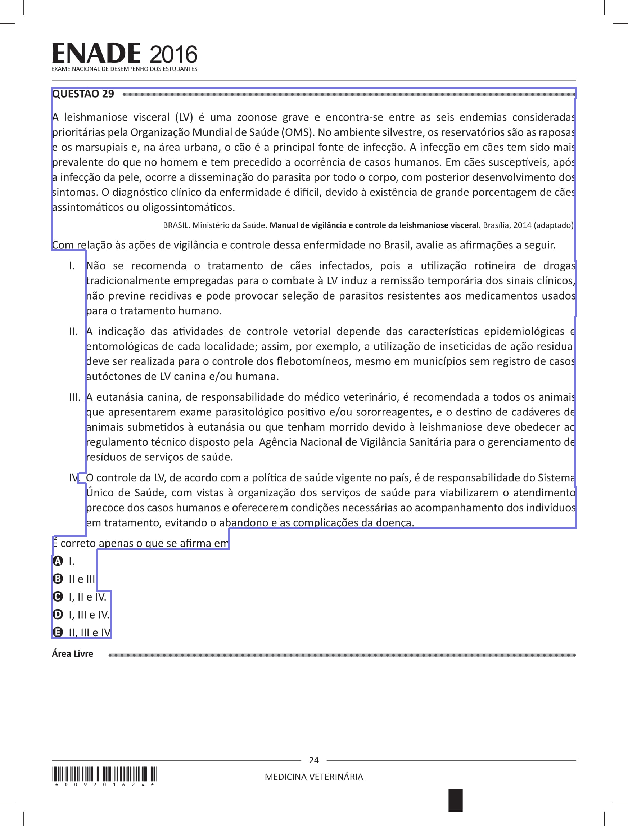 ENADE 2016
EXAME NACIONAL DE DESEMPENHO DOS ESTUDANTES
QUESTÃO 29
A leishmaniose visceral (LV) é uma zoonose grave e encontra-se entre as seis endemias consideradas
prioritárias pela Organização Mundial de Saúde (OMS). No ambiente silvestre, os reservatórios são as raposas
e os marsupiais e, na área urbana, o cão é a principal fonte de infecção. A infecção em cães tem sido mais
prevalente do que no homem e tem precedido a ocorrência de casos humanos. Em cães susceptíveis, após
a infecção da pele, ocorre a disseminação do parasita por todo o corpo, com posterior desenvolvimento dos
sintomas. O diagnóstico clínico da enfermidade é difícil, devido à existência de grande porcentagem de cães
assintomáticos ou oligossintomáticos.
BRASIL. Ministério da Saúde. Manual de vigilância e controle da leishmaniose visceral. Brasília, 2014 (adaptado).
Com relação às ações de vigilância e controle dessa enfermidade no Brasil, avalie as afirmações a seguir.
I. Não se recomenda o tratamento de cães infectados, pois a utilização rotineira de drogas
tradicionalmente empregadas para o combate à LV induz a remissão temporária dos sinais clínicos,
não previne recidivas e pode provocar seleção de parasitos resistentes aos medicamentos usados
para o tratamento humano.
II. A indicação das atividades de controle vetorial depende das características epidemiológicas e
entomológicas de cada localidade; assim, por exemplo, a utilização de inseticidas de ação residual
deve ser realizada para o controle dos flebotomíneos, mesmo em municípios sem registro de casos
autóctones de LV canina e/ou humana.
III. A eutanásia canina, de responsabilidade do médico veterinário, é recomendada a todos os animais
que apresentarem exame parasitológico positivo e/ou sororreagentes, e o destino de cadáveres de
animais submetidos à eutanásia ou que tenham morrido devido à leishmaniose deve obedecer ao
regulamento técnico disposto pela Agência Nacional de Vigilância Sanitária para o gerenciamento de
resíduos de serviços de saúde.
IV. O controle da LV, de acordo com a política de saúde vigente no país, é de responsabilidade do Sistema
Único de Saúde, com vistas à organização dos serviços de saúde para viabilizarem o atendimento
precoce dos casos humanos e oferecerem condições necessárias ao acompanhamento dos indivíduos
em tratamento, evitando o abandono e as complicações da doença.
É correto apenas o que se afirma em
A I.
B II e III.
C I, II e IV.
D I, III e IV.
E II, III e IV.
Área Livre
24
MEDICINA VETERINÁRIA